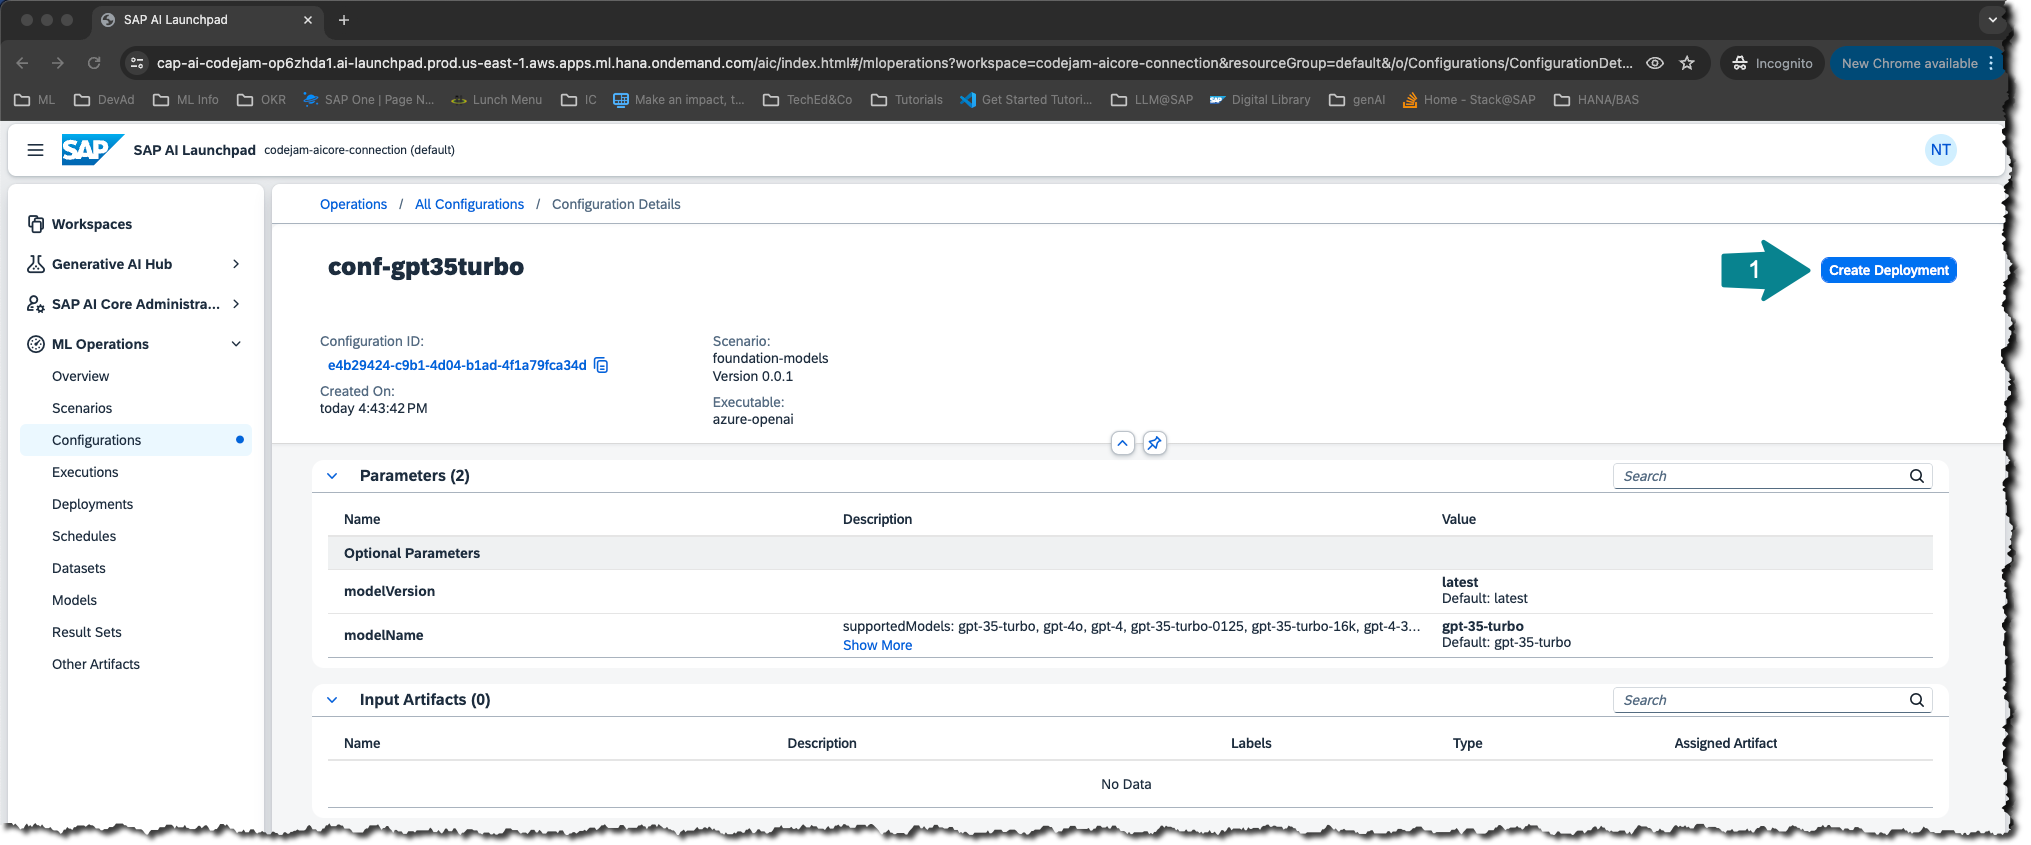 SAP AI Launchpad
cap-ai-codejam-op6zhda1.ai-launchpad.prod.us-east-1.aws.apps.ml.hana.ondemand.com/aic/index.html#/mloperations?workspace=codejam-aicore-connection&resourceGroup=default&/o/Configurations/ConfigurationDet...
Incognito
New Chrome available
ML
DevAd
ML Info
OKR
SAP One | Page N...
Lunch Menu
IC
Make an impact, t...
TechEd&Co
Tutorials
Get Started Tutori...
LLM@SAP
Digital Library
genAI
Home - Stack@SAP
HANA/BAS
SAP
SAP AI Launchpad
codejam-aicore-connection (default)
NT
Workspaces
Generative AI Hub
SAP AI Core Administra...
ML Operations
Overview
Scenarios
Configurations
Executions
Deployments
Schedules
Datasets
Models
Result Sets
Other Artifacts
Operations / All Configurations / Configuration Details
conf-gpt35turbo
1
Create Deployment
Configuration ID:
e4b29424-c9b1-4d04-b1ad-4f1a79fca34d
Created On:
today 4:43:42 PM
Scenario:
foundation-models
Version 0.0.1
Executable:
azure-openai
Parameters (2)
Search
Name Description Value
Optional Parameters
modelVersion
latest
Default: latest
modelName
supportedModels: gpt-35-turbo, gpt-4o, gpt-4, gpt-35-turbo-0125, gpt-35-turbo-16k, gpt-4-3...
Show More
gpt-35-turbo
Default: gpt-35-turbo
Input Artifacts (0)
Search
Name Description Labels Type Assigned Artifact
No Data